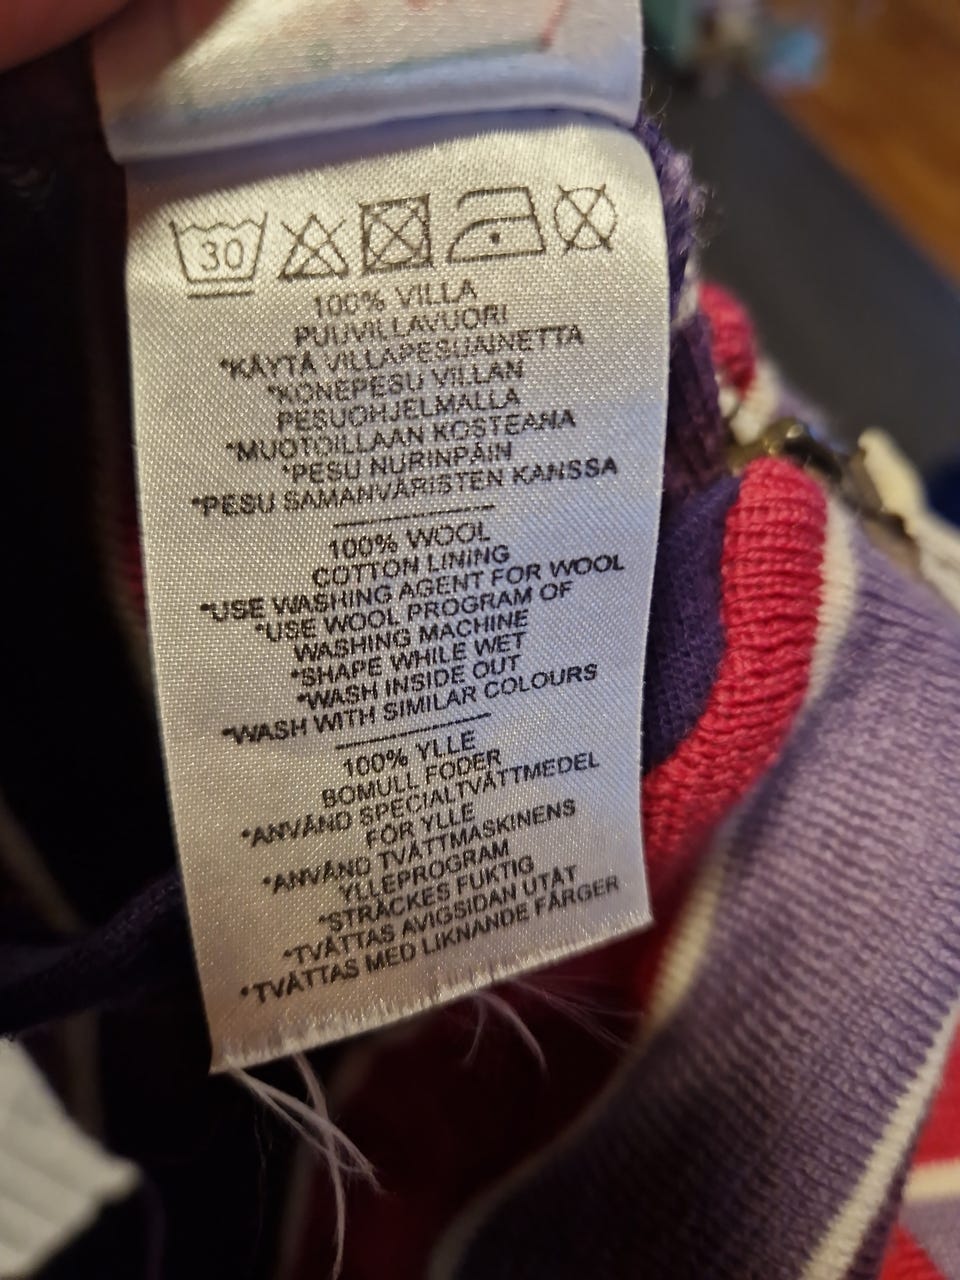 30
100% VILLA
PUUVILLAVUORI
*KÄYTÄ VILLAPESUAINETTA
*KONEPESU VILLAN
PESUOHJELMALLA
*MUOTOILLAAN KOSTEANA
*PESU NURINPÄIN
*PESU SAMANVÄRISTEN KANSSA
100% WOOL
COTTON LINING
*USE WASHING AGENT FOR WOOL
*USE WOOL PROGRAM OF
WASHING MACHINE
*SHAPE WHILE WET
*WASH INSIDE OUT
*WASH WITH SIMILAR COLOURS
100% YLLE
BOMULL FODER
*ANVÄND SPECIALTVÄTTMEDEL
FÖR YLLE
*ANVÄND TVÄTTMASKINENS
YLLEPROGRAM
*STRÄCKES FUKTIG
*TVÄTTAS AVIGSIDAN UTÅT
*TVÄTTAS MED LIKNANDE FÄRGER